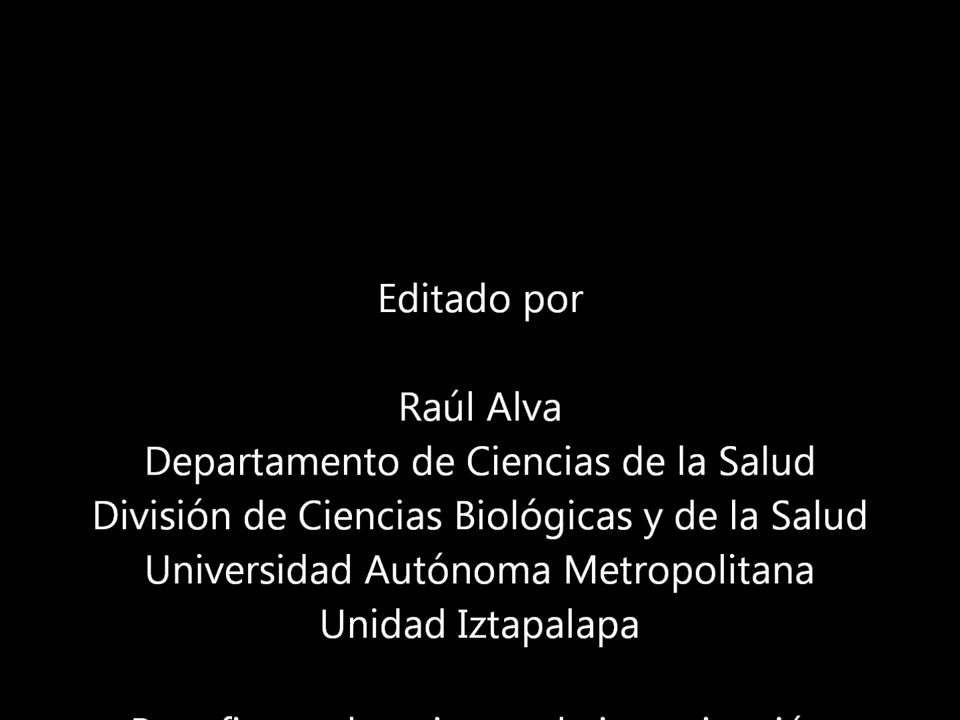 Editado por
Raúl Alva
Departamento de Ciencias de la Salud
División de Ciencias Biológicas y de la Salud
Universidad Autónoma Metropolitana
Unidad Iztapalapa